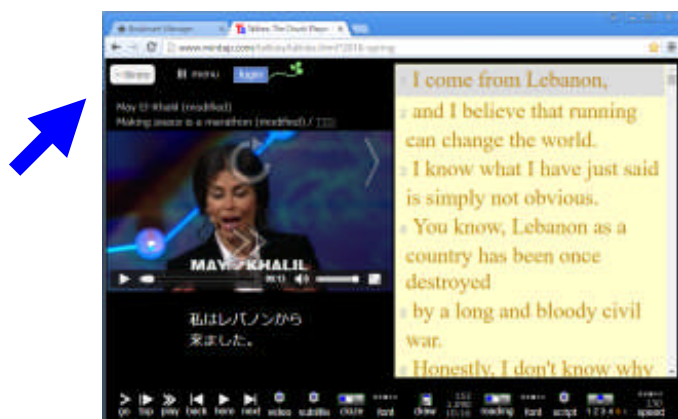 Bookmark Manager
menu
login
May El-Khalil (modified)
Making peace is a marathon (modified) /
MAY KHALIL
私はレバノンから
来ました。
I come from Lebanon,
and I believe that running
can change the world.
I know what I have just said
is simply not obvious.
You know, Lebanon as a
country has been once
destroyed
by a long and bloody civil
war.
Honestly, I don't know why
go top play back here next video subtitle cloze font draw reading font script speed